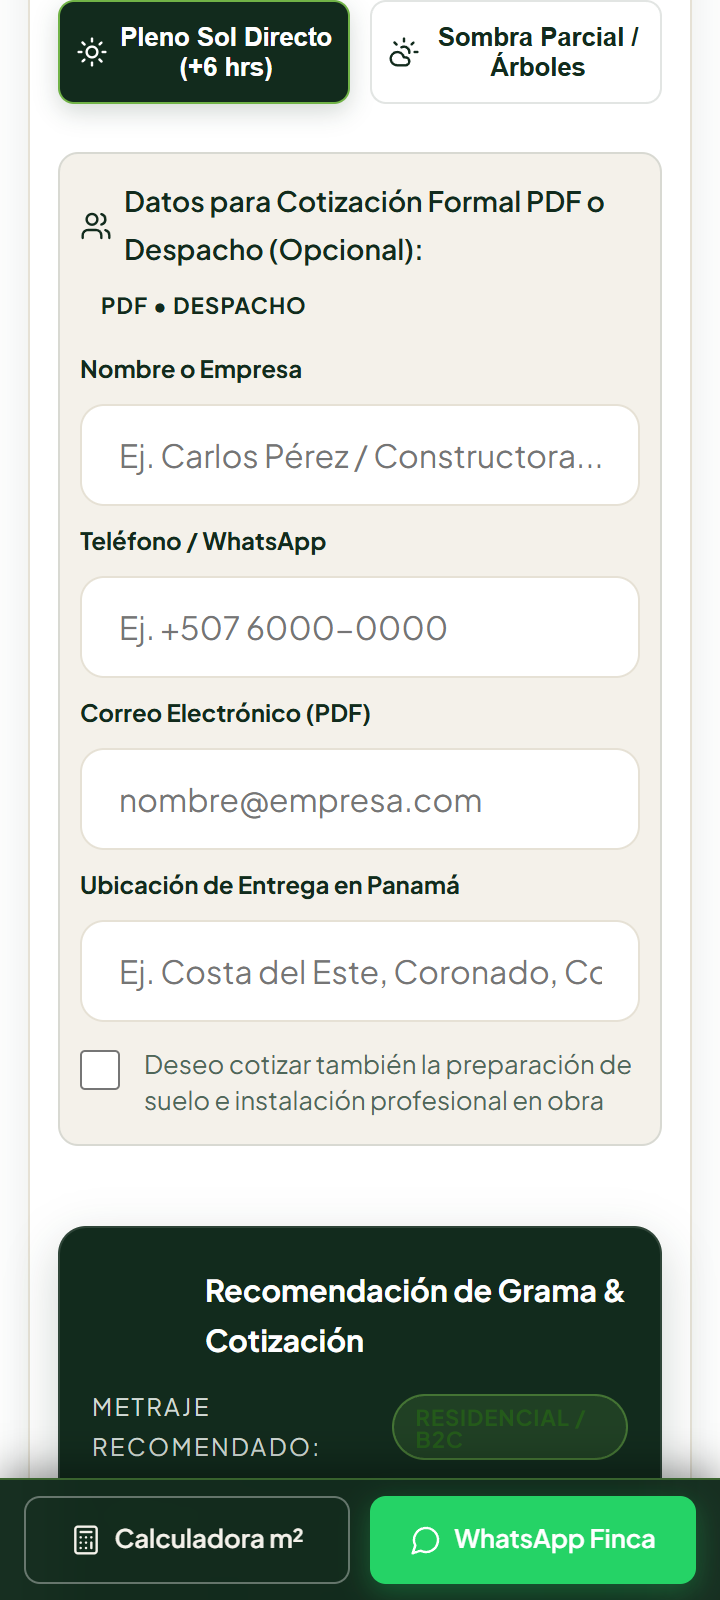 Pleno Sol Directo
(+6 hrs)
Sombra Parcial /
Árboles
Datos para Cotización Formal PDF o
Despacho (Opcional):
PDF • DESPACHO
Nombre o Empresa
Ej. Carlos Pérez / Constructora...
Teléfono / WhatsApp
Ej. +507 6000-0000
Correo Electrónico (PDF)
nombre@empresa.com
Ubicación de Entrega en Panamá
Ej. Costa del Este, Coronado, Co
Deseo cotizar también la preparación de
suelo e instalación profesional en obra
Recomendación de Grama &
Cotización
METRAJE
RECOMENDADO:
RESIDENCIAL /
B2C
Calculadora m²
WhatsApp Finca